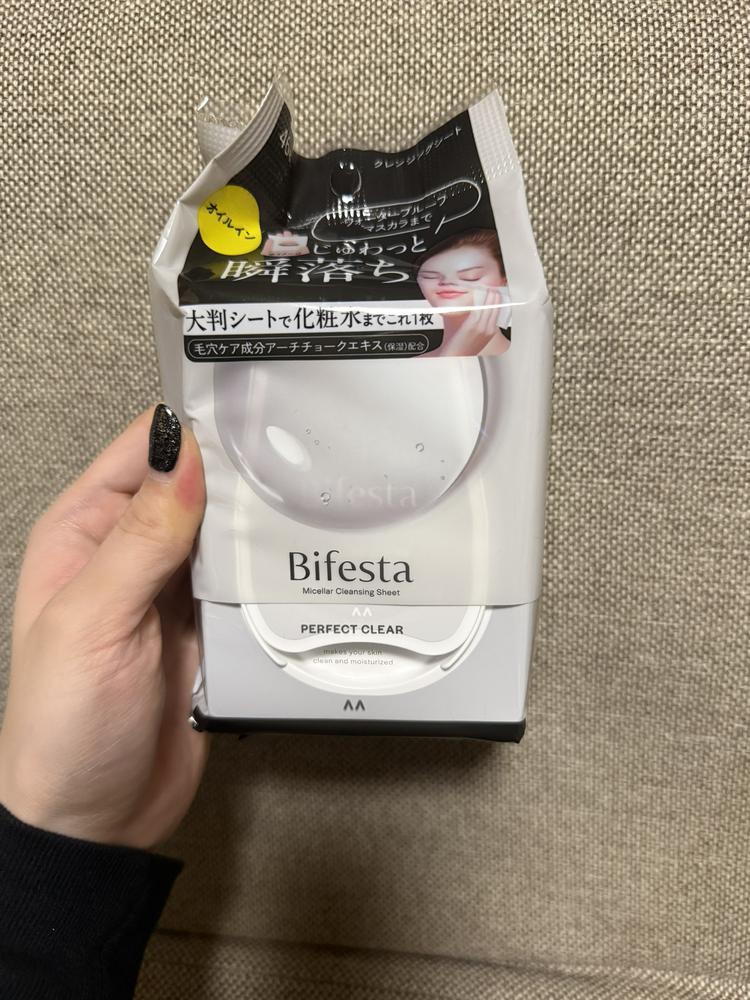 クレンジングシート
オイルイン
ウォータープルーフ
マスカラまで
じゅわっと
瞬落ち
大判シートで化粧水までこれ1枚
毛穴ケア成分アーチチョークエキス(保湿)配合
Bifesta
Bifesta
Micellar Cleansing Sheet
PERFECT CLEAR
makes your skin
clean and moisturized